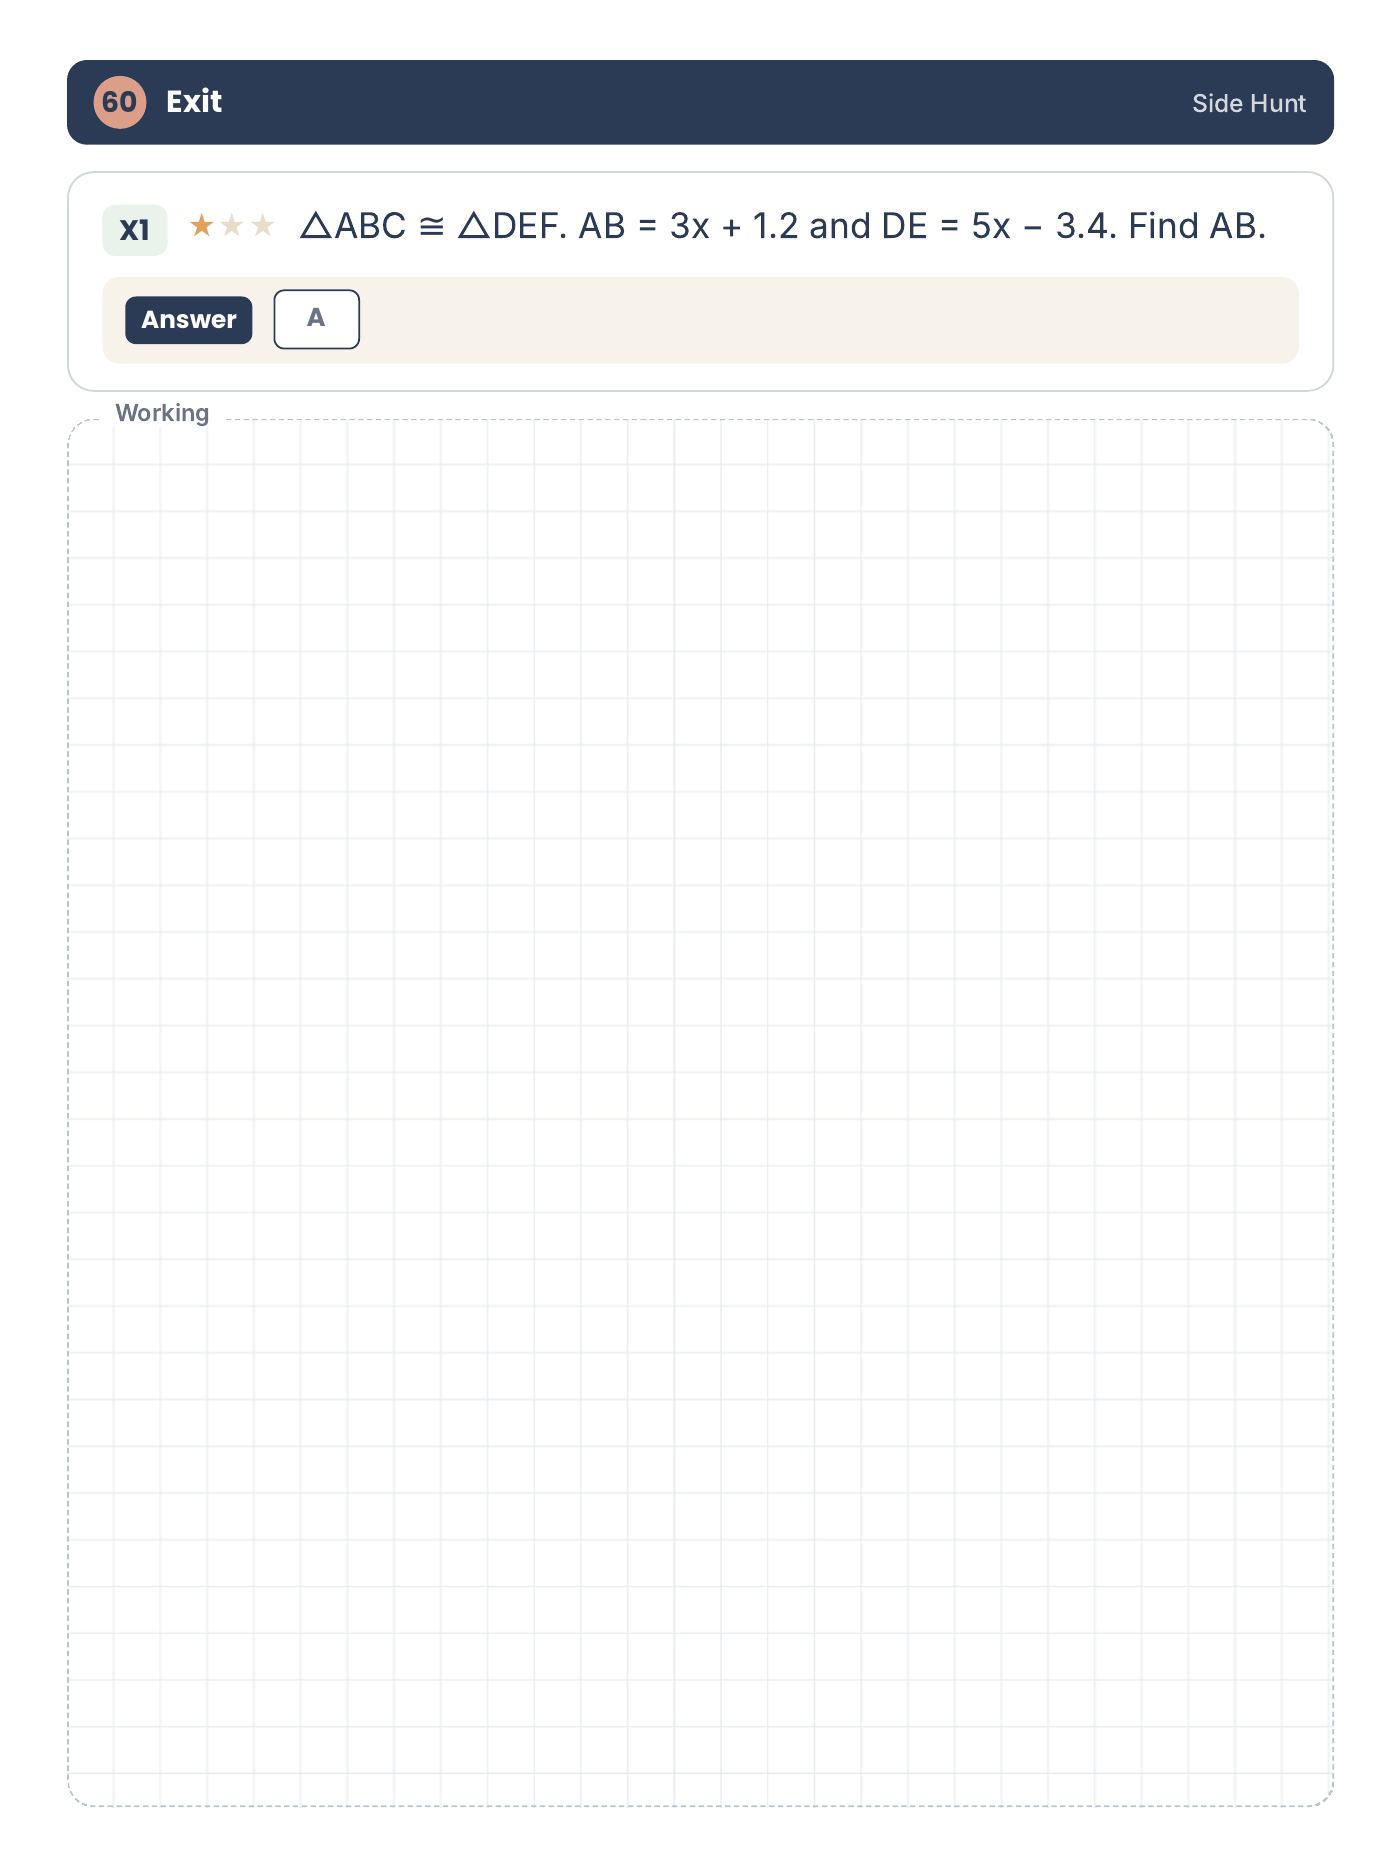 60 Exit Side Hunt
X1 ★★★ △ABC ≅ △DEF. AB = 3x + 1.2 and DE = 5x − 3.4. Find AB.
Answer A
Working